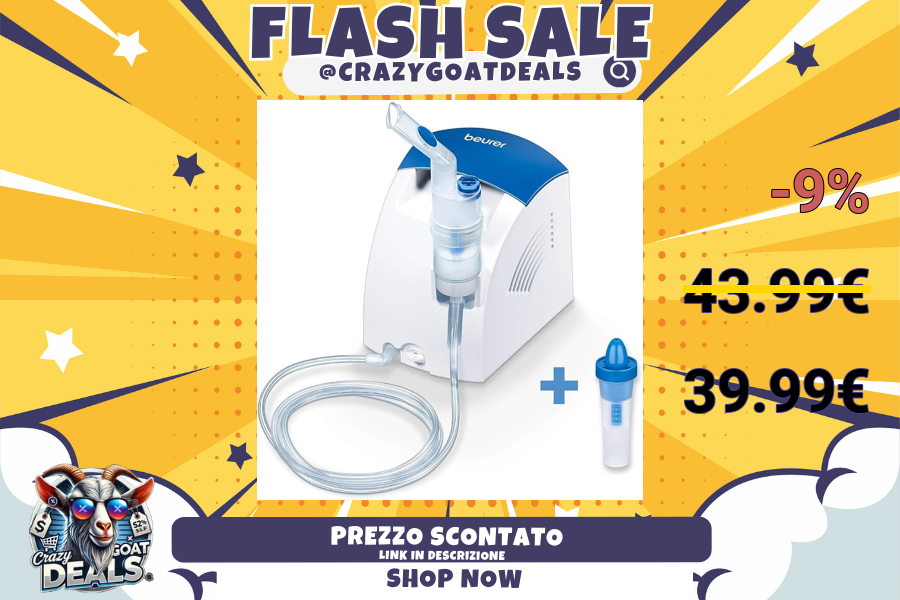 FLASH SALE
@CRAZYGOATDEALS
beurer
-9%
43.99€
39.99€
$
52%
Crazy
GOAT
DEALS
PREZZO SCONTATO
LINK IN DESCRIZIONE
SHOP NOW